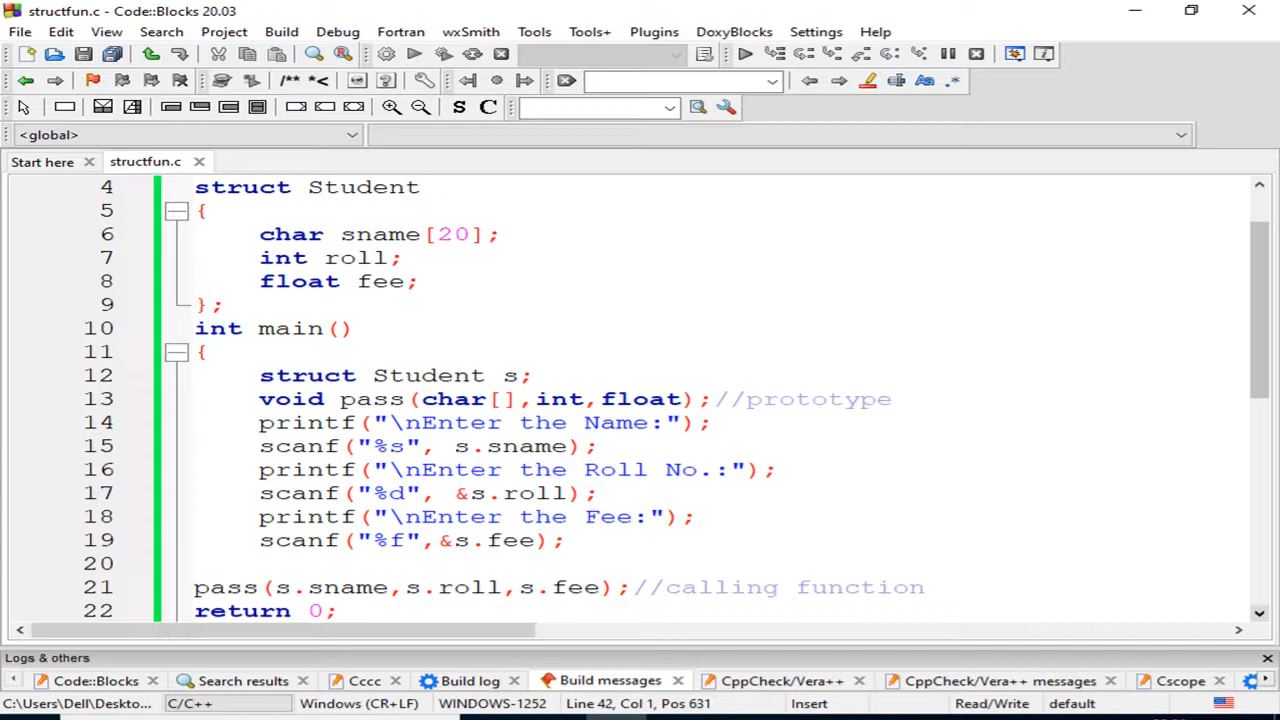 structfun.c - Code::Blocks 20.03
File Edit View Search Project Build Debug Fortran wxSmith Tools Tools+ Plugins DoxyBlocks Settings Help
/** *<
S C
<global>
Start here structfun.c
4 struct Student
5 {
6 char sname[20];
7 int roll;
8 float fee;
9 };
10 int main()
11 {
12 struct Student s;
13 void pass(char[],int,float);//prototype
14 printf("\nEnter the Name:");
15 scanf("%s", s.sname);
16 printf("\nEnter the Roll No.:");
17 scanf("%d", &s.roll);
18 printf("\nEnter the Fee:");
19 scanf("%f",&s.fee);
20
21 pass(s.sname,s.roll,s.fee);//calling function
22 return 0;
Logs & others
Code::Blocks Search results Cccc Build log Build messages CppCheck/Vera++ CppCheck/Vera++ messages Cscope
C:\Users\Dell\Deskto... C/C++ Windows (CR+LF) WINDOWS-1252 Line 42, Col 1, Pos 631 Insert Read/Write default